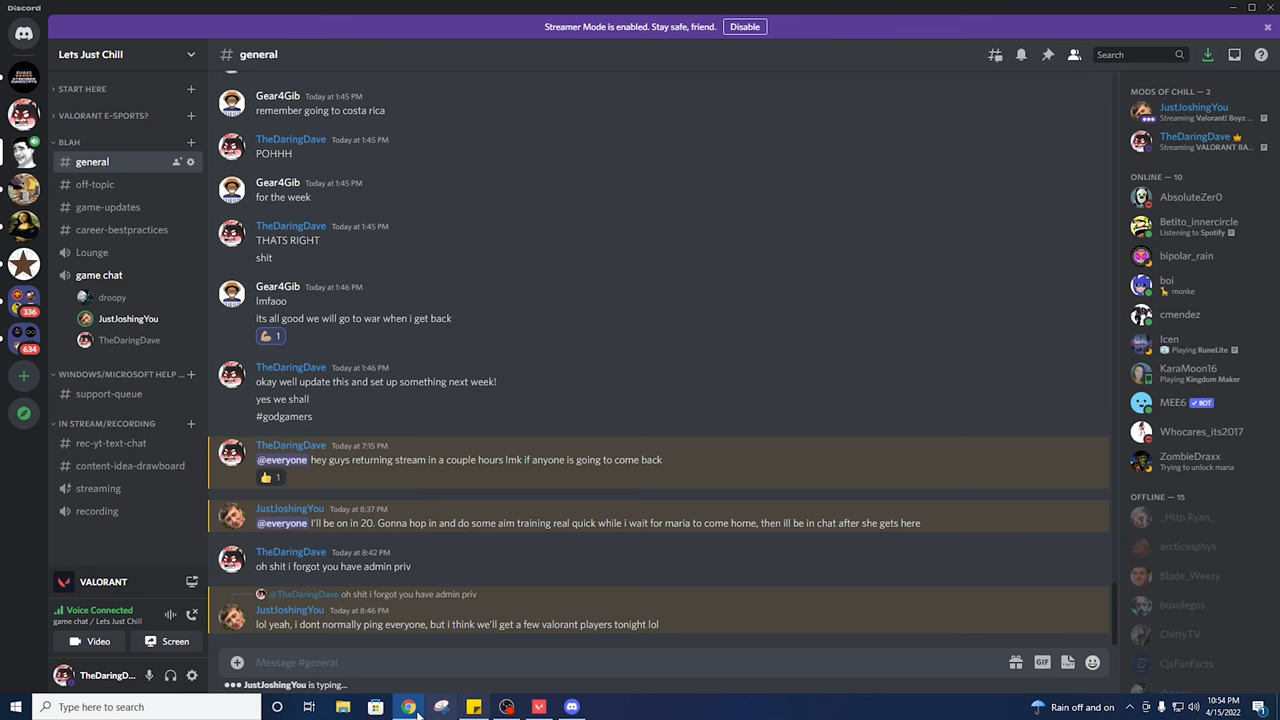 Discord
Streamer Mode is enabled. Stay safe, friend.
Disable
Lets Just Chill
START HERE
VALORANT E-SPORTS?
BLAH
general
off-topic
game-updates
career-bestpractices
Lounge
game chat
droopy
JustJoshingYou
TheDaringDave
WINDOWS/MICROSOFT HELP ...
support-queue
IN STREAM/RECORDING
rec-yt-text-chat
content-idea-drawboard
streaming
recording
336
634
VALORANT
Voice Connected
game chat / Lets Just Chill
Video
Screen
TheDaringD...
# general
Search
Gear4Gib Today at 1:45 PM
remember going to costa rica
TheDaringDave Today at 1:45 PM
POHHH
Gear4Gib Today at 1:45 PM
for the week
TheDaringDave Today at 1:45 PM
THATS RIGHT
shit
Gear4Gib Today at 1:46 PM
lmfaoo
its all good we will go to war when i get back
1
TheDaringDave Today at 1:46 PM
okay well update this and set up something next week!
yes we shall
#godgamers
TheDaringDave Today at 7:15 PM
@everyone hey guys returning stream in a couple hours lmk if anyone is going to come back
1
JustJoshingYou Today at 8:37 PM
@everyone I'll be on in 20. Gonna hop in and do some aim training real quick while i wait for maria to come home, then ill be in chat after she gets here
TheDaringDave Today at 8:42 PM
oh shit i forgot you have admin priv
@TheDaringDave oh shit i forgot you have admin priv
JustJoshingYou Today at 8:46 PM
lol yeah, i dont normally ping everyone, but i think we'll get a few valorant players tonight lol
Message #general
GIF
JustJoshingYou is typing...
MODS OF CHILL — 2
JustJoshingYou
Streaming Valorant! Boyz ...
TheDaringDave
Streaming VALORANT BA...
ONLINE — 10
AbsoluteZer0
Betito_innercircle
Listening to Spotify
bipolar_rain
boi
monke
cmendez
Icen
Playing RuneLite
KaraMoon16
Playing Kingdom Maker
MEE6 ✓ BOT
Whocares_its2017
ZombieDraxx
Trying to unlock mana
OFFLINE — 15
_Http.Ryan_
arcticasphyx
Blade_Weezy
boxolegos
ChittyTV
CjsFunFacts
Type here to search
Rain off and on
10:54 PM
4/15/2022
1